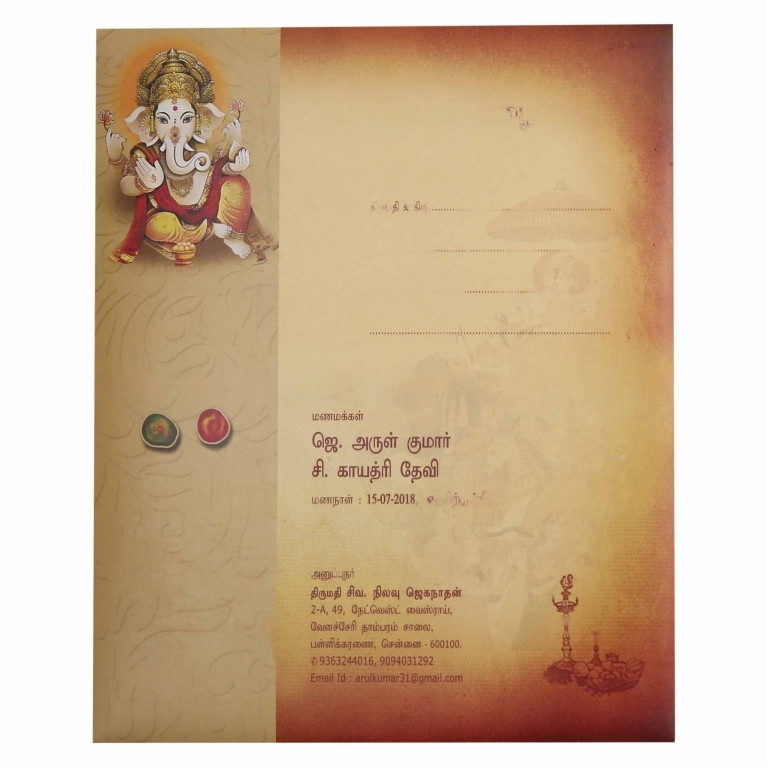 திருமதி & திரு
மணமக்கள்
ஜெ. அருள் குமார்
சி. காயத்ரி தேவி
மணநாள் : 15-07-2018,
அனுப்புநர்
திருமதி சிவ. நிலவு ஜெகநாதன்
2-A, 49, நேட்வெஸ்ட் வைஸ்ராய்,
வேளச்சேரி தாம்பரம் சாலை,
பள்ளிக்கரணை, சென்னை - 600100.
✆ 9363244016, 9094031292
Email Id : arulkumar31@gmail.com